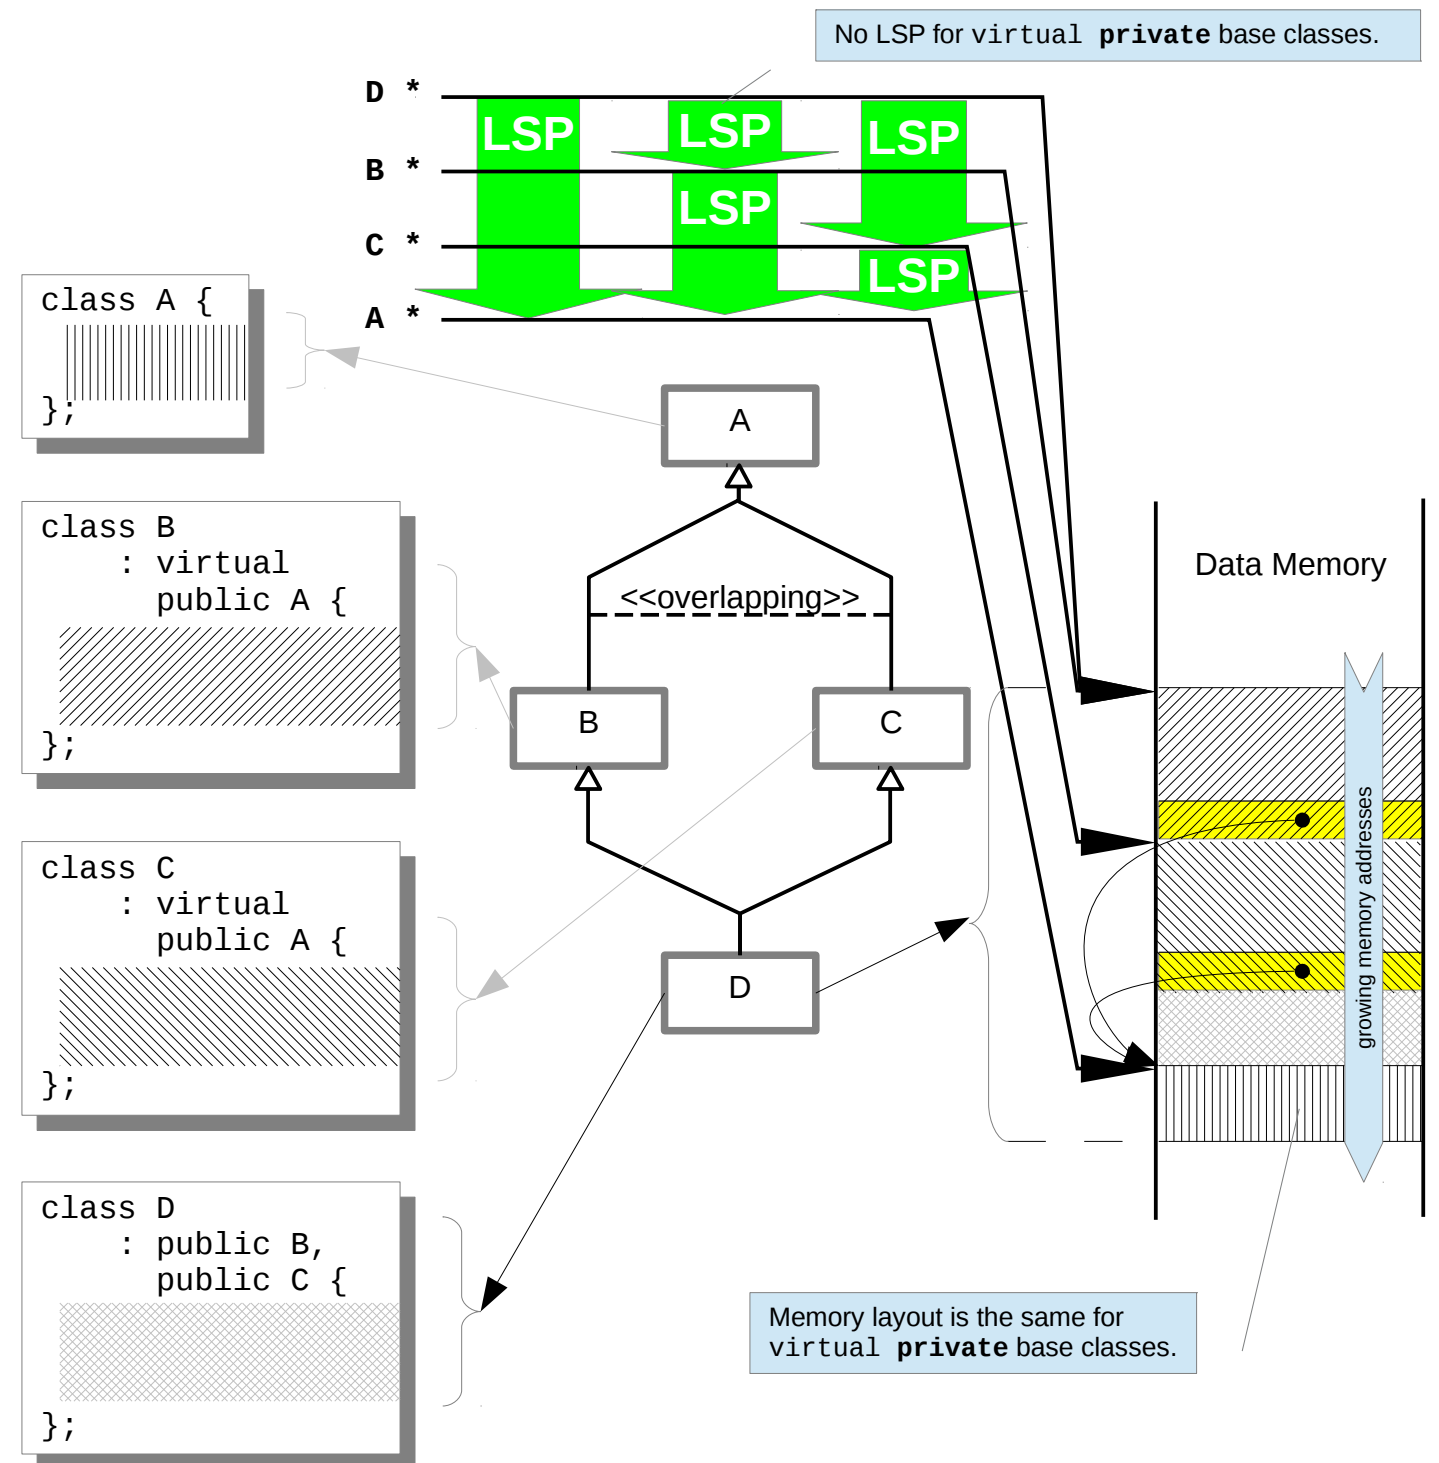 No LSP for virtual private base classes.
D *
LSP
LSP
LSP
B *
LSP
C *
LSP
A *
class A {
};
A
class B
: virtual
public A {
};
<<overlapping>>
Data Memory
B
C
growing memory addresses
class C
: virtual
public A {
};
D
class D
: public B,
public C {
};
Memory layout is the same for
virtual private base classes.